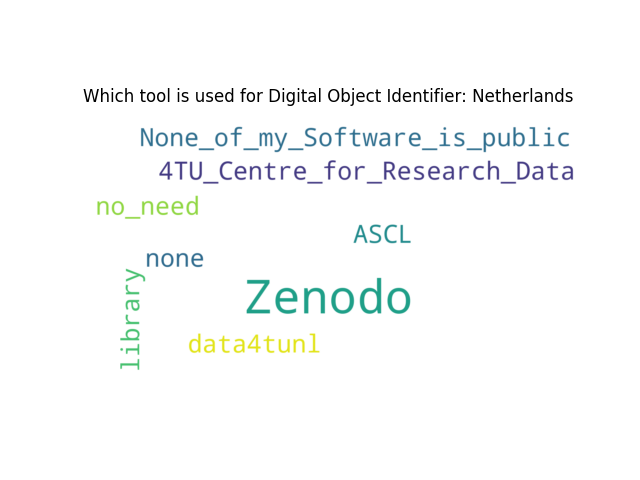 Which tool is used for Digital Object Identifier: Netherlands
None_of_my_Software_is_public
4TU_Centre_for_Research_Data
no_need
ASCL
none
library
Zenodo
data4tunl